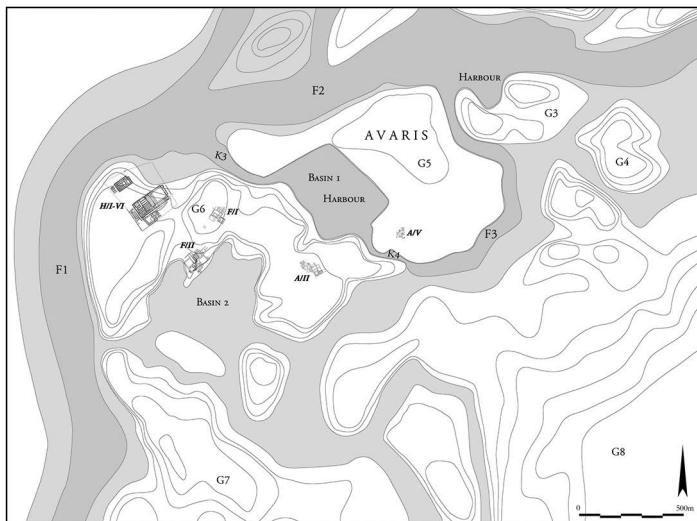 F2
HARBOUR
G3
AVARIS
K3
G5
G4
BASIN 1
HARBOUR
H/I-VI
G6
F/I
A/V
F3
F/II
K4
F1
A/II
BASIN 2
G7
G8
0 500m